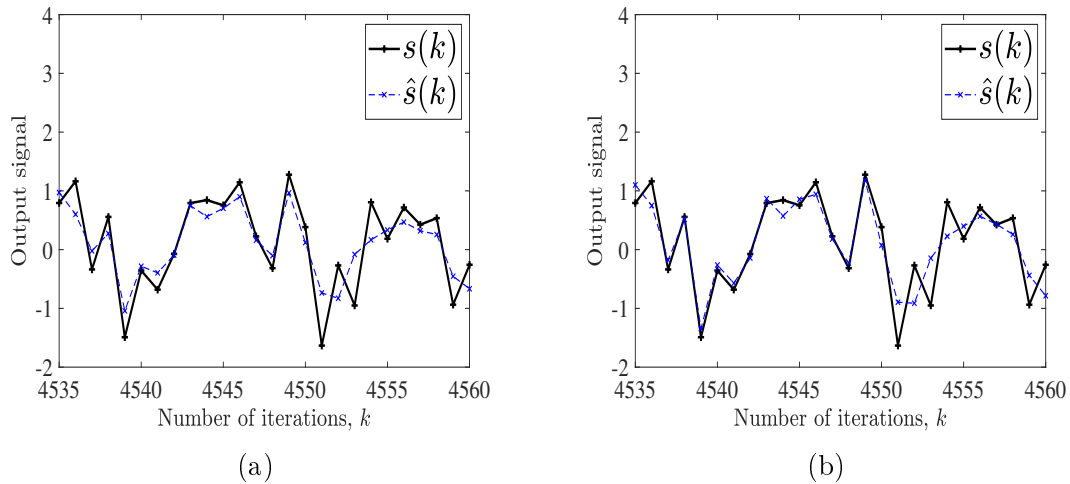 4
3
2
1
0
-1
-2
Output signal
s(k)
ŝ(k)
4535 4540 4545 4550 4555 4560
Number of iterations, k
(a)
4
3
2
1
0
-1
-2
Output signal
s(k)
ŝ(k)
4535 4540 4545 4550 4555 4560
Number of iterations, k
(b)